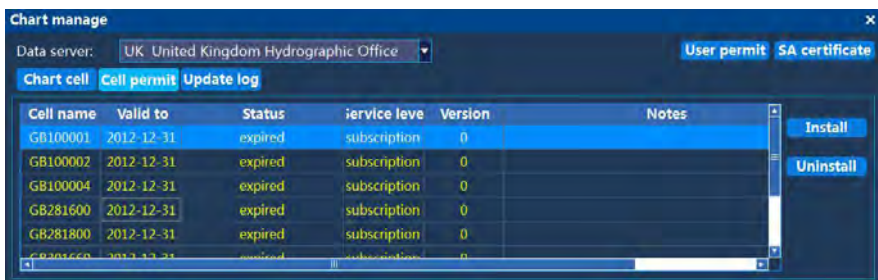 Chart manage
Data server: UK United Kingdom Hydrographic Office User permit SA certificate
Chart cell Cell permit Update log
Cell name Valid to Status Service leve Version Notes
GB100001 2012-12-31 expired subscription 0
Install
GB100002 2012-12-31 expired subscription 0
Uninstall
GB100004 2012-12-31 expired subscription 0
GB281600 2012-12-31 expired subscription 0
GB281800 2012-12-31 expired subscription 0